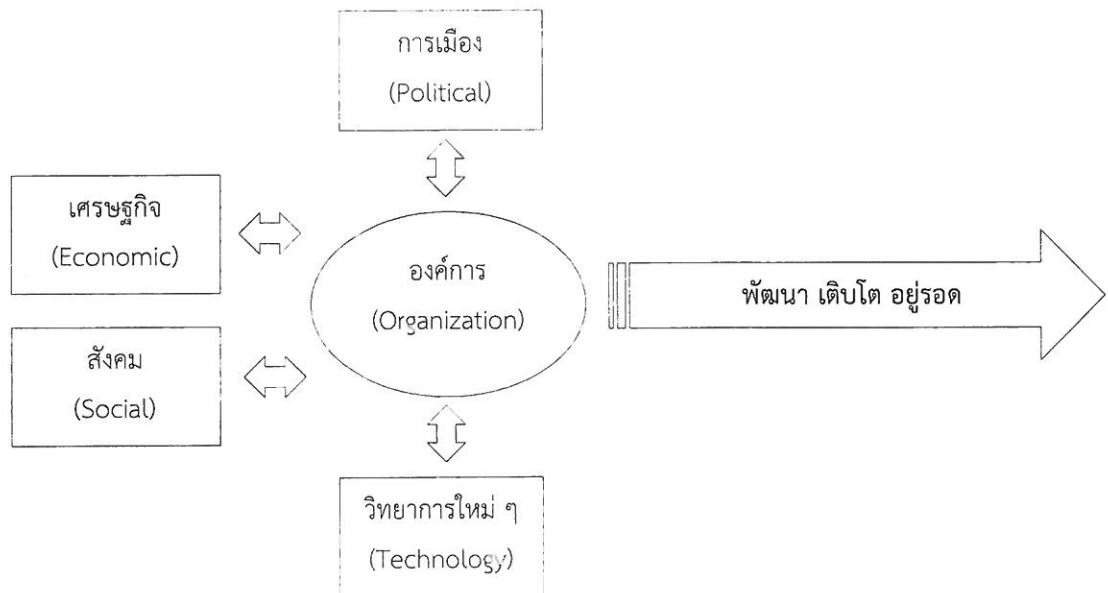 การเมือง
(Political)
เศรษฐกิจ
(Economic)
องค์การ
(Organization)
พัฒนา เติบโต อยู่รอด
สังคม
(Social)
วิทยาการใหม่ ๆ
(Technology)